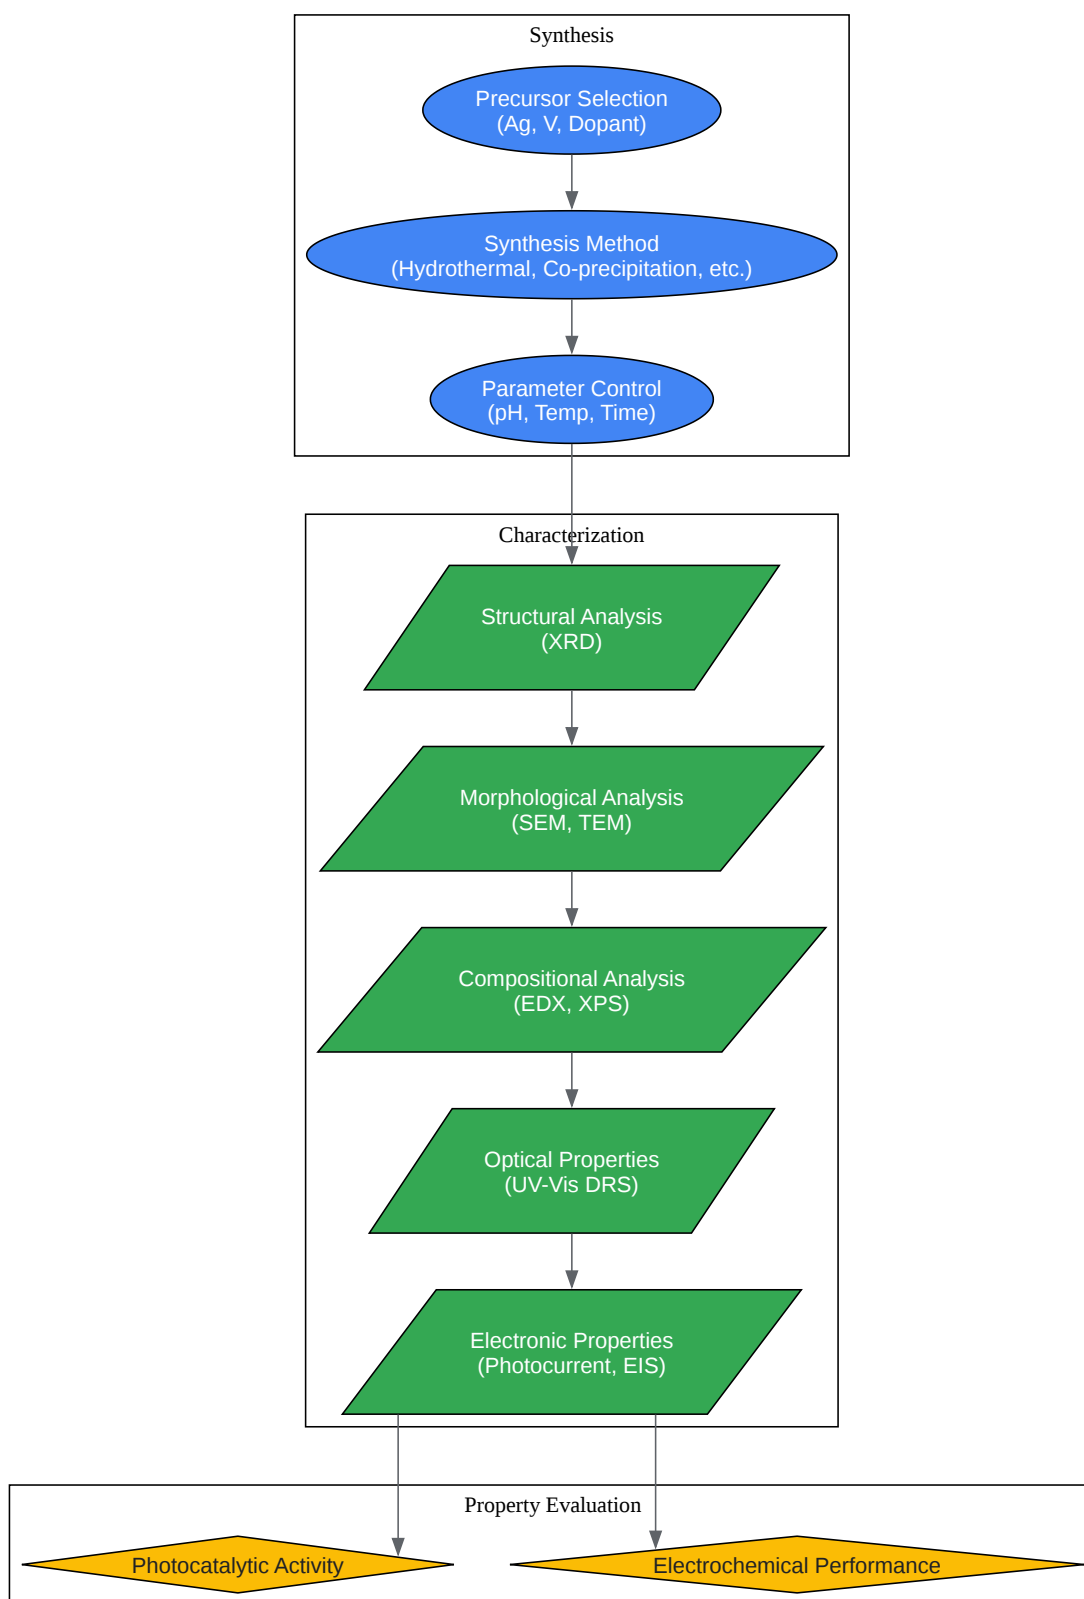 Synthesis
Precursor Selection
(Ag, V, Dopant)
Synthesis Method
(Hydrothermal, Co-precipitation, etc.)
Parameter Control
(pH, Temp, Time)
Characterization
Structural Analysis
(XRD)
Morphological Analysis
(SEM, TEM)
Compositional Analysis
(EDX, XPS)
Optical Properties
(UV-Vis DRS)
Electronic Properties
(Photocurrent, EIS)
Property Evaluation
Photocatalytic Activity
Electrochemical Performance